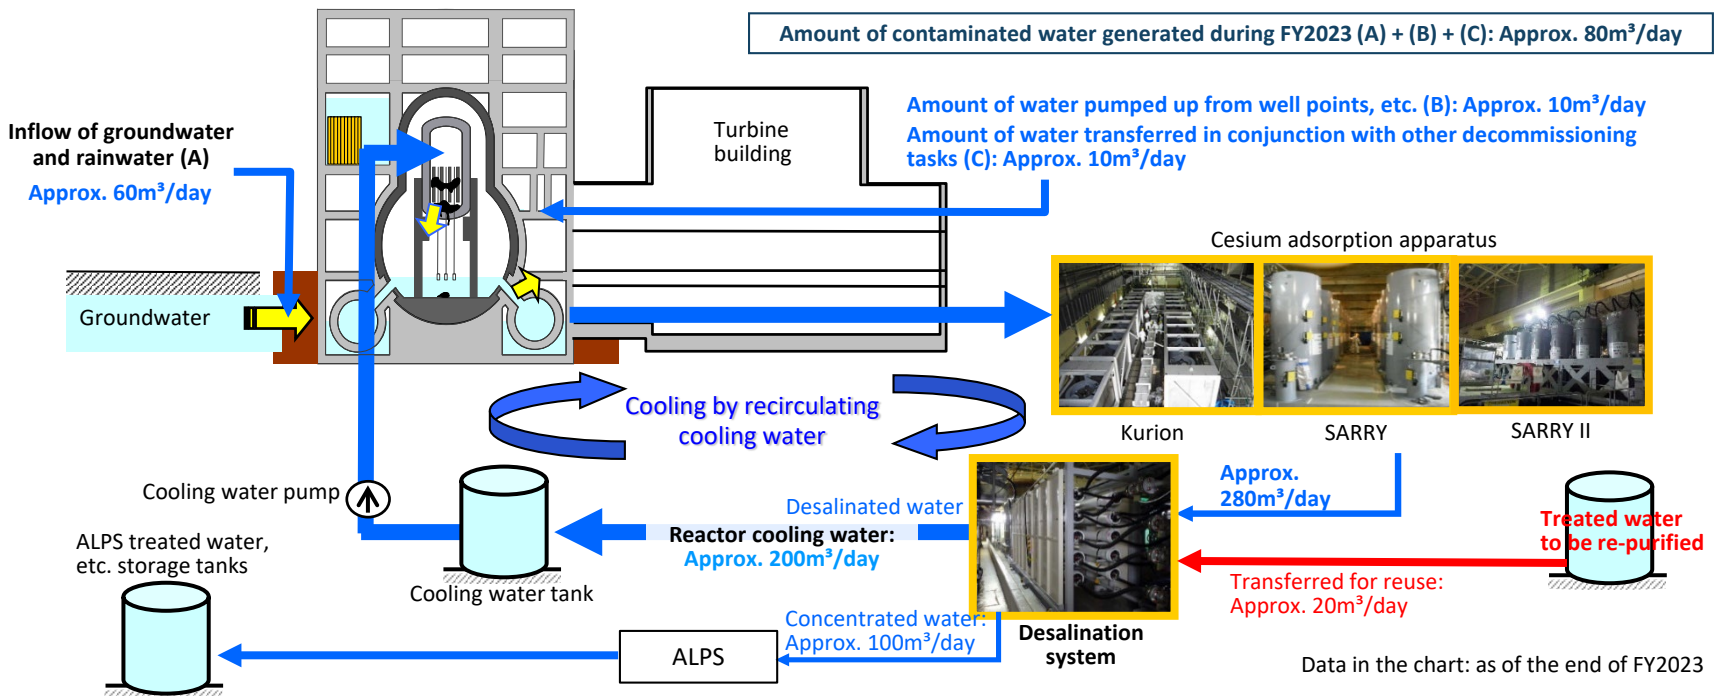 Amount of contaminated water generated during FY2023 (A) + (B) + (C): Approx. 80m³/day
Inflow of groundwater
and rainwater (A)
Approx. 60m³/day
Turbine
building
Amount of water pumped up from well points, etc. (B): Approx. 10m³/day
Amount of water transferred in conjunction with other decommissioning
tasks (C): Approx. 10m³/day
Groundwater
Cesium adsorption apparatus
Kurion
SARRY
SARRY II
Cooling by recirculating
cooling water
Approx.
280m³/day
Cooling water pump
Desalinated water
Reactor cooling water:
Approx. 200m³/day
Treated water
to be re-purified
ALPS treated water,
etc. storage tanks
Cooling water tank
Transferred for reuse:
Approx. 20m³/day
Concentrated water:
Approx. 100m³/day
ALPS
Desalination
system
Data in the chart: as of the end of FY2023